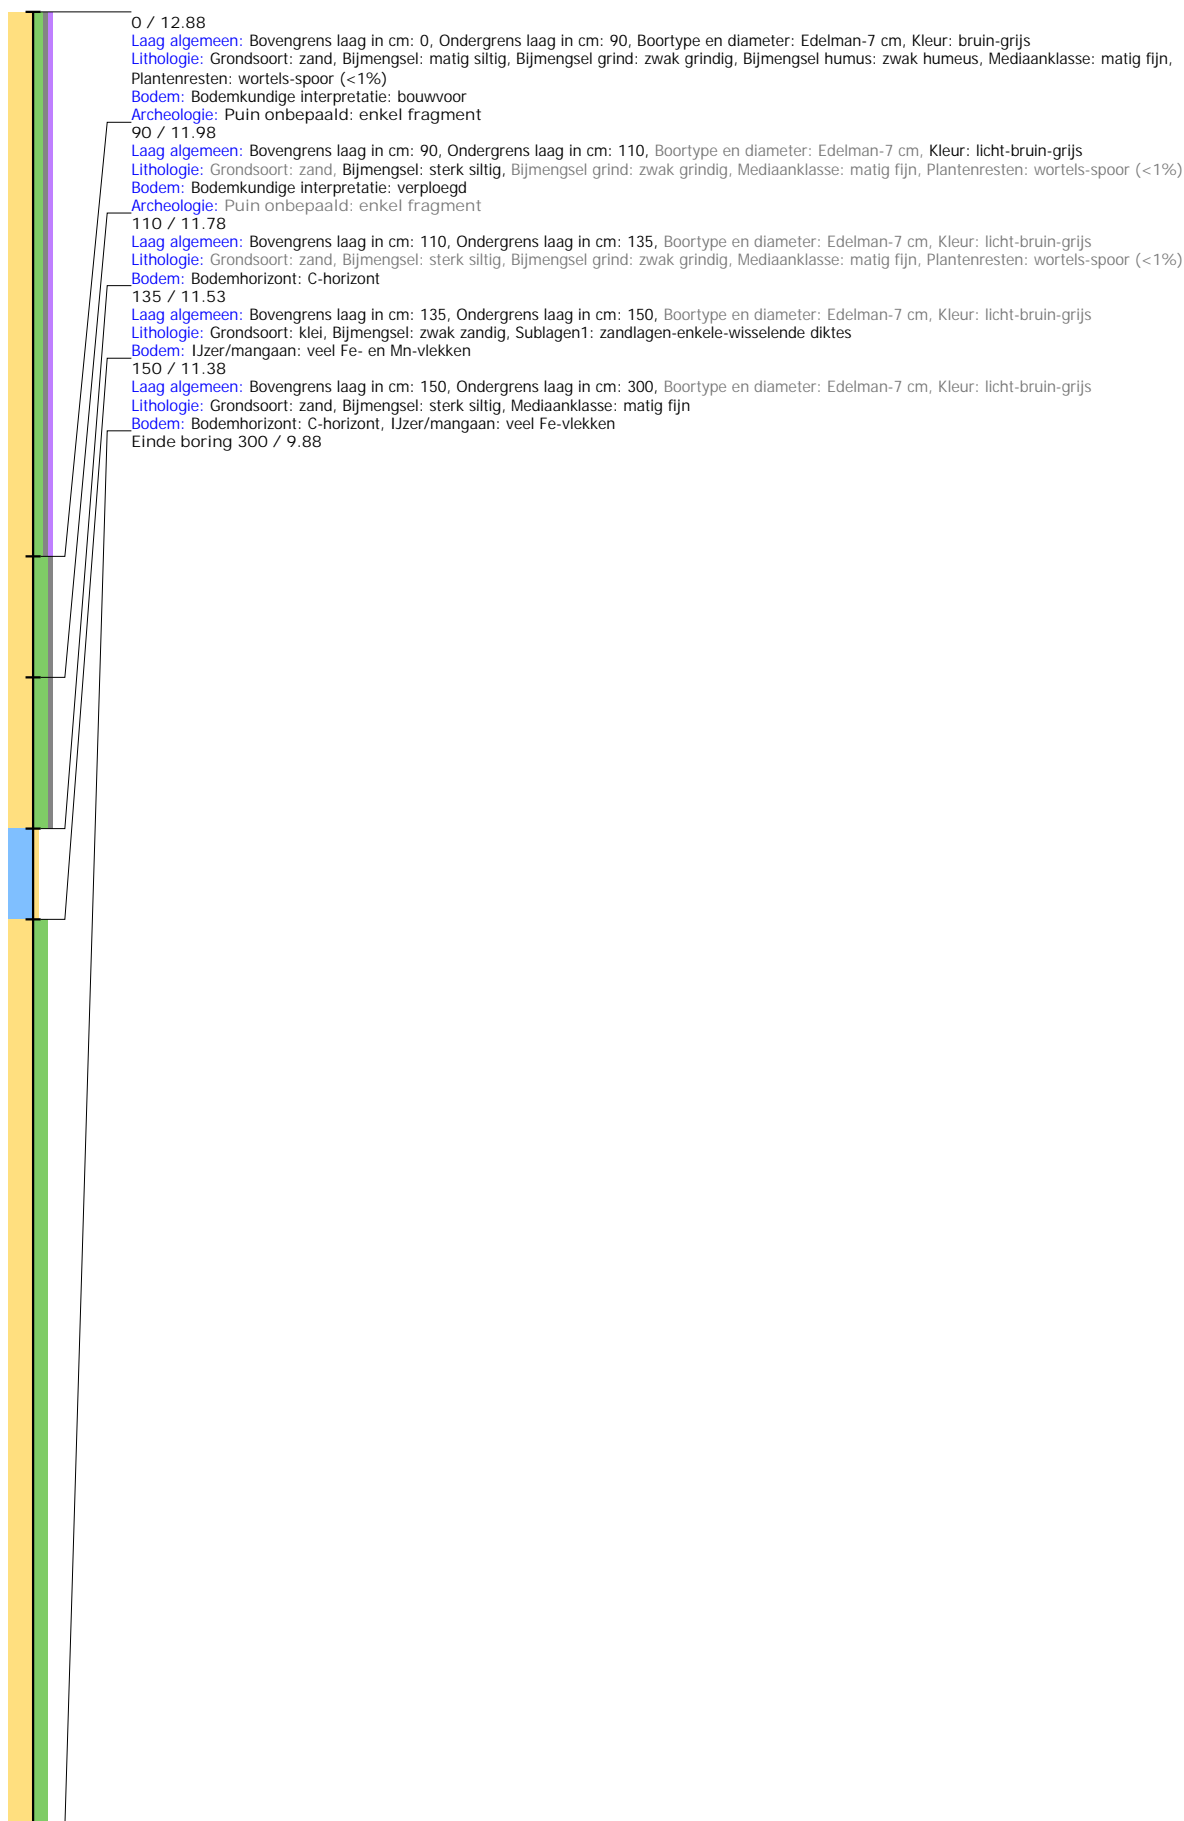 0 / 12.88
Laag algemeen: Bovengrens laag in cm: 0, Ondergrens laag in cm: 90, Boortype en diameter: Edelman-7 cm, Kleur: bruin-grijs
Lithologie: Grondsoort: zand, Bijmengsel: matig siltig, Bijmengsel grind: zwak grindig, Bijmengsel humus: zwak humeus, Mediaanklasse: matig fijn,
Plantenresten: wortels-spoor (<1%)
Bodem: Bodemkundige interpretatie: bouwvoor
Archeologie: Puin onbepaald: enkel fragment
90 / 11.98
Laag algemeen: Bovengrens laag in cm: 90, Ondergrens laag in cm: 110, Boortype en diameter: Edelman-7 cm, Kleur: licht-bruin-grijs
Lithologie: Grondsoort: zand, Bijmengsel: sterk siltig, Bijmengsel grind: zwak grindig, Mediaanklasse: matig fijn, Plantenresten: wortels-spoor (<1%)
Bodem: Bodemkundige interpretatie: verploegd
Archeologie: Puin onbepaald: enkel fragment
110 / 11.78
Laag algemeen: Bovengrens laag in cm: 110, Ondergrens laag in cm: 135, Boortype en diameter: Edelman-7 cm, Kleur: licht-bruin-grijs
Lithologie: Grondsoort: zand, Bijmengsel: sterk siltig, Bijmengsel grind: zwak grindig, Mediaanklasse: matig fijn, Plantenresten: wortels-spoor (<1%)
Bodem: Bodemhorizont: C-horizont
135 / 11.53
Laag algemeen: Bovengrens laag in cm: 135, Ondergrens laag in cm: 150, Boortype en diameter: Edelman-7 cm, Kleur: licht-bruin-grijs
Lithologie: Grondsoort: klei, Bijmengsel: zwak zandig, Sublagen1: zandlagen-enkele-wisselende diktes
Bodem: IJzer/mangaan: veel Fe- en Mn-vlekken
150 / 11.38
Laag algemeen: Bovengrens laag in cm: 150, Ondergrens laag in cm: 300, Boortype en diameter: Edelman-7 cm, Kleur: licht-bruin-grijs
Lithologie: Grondsoort: zand, Bijmengsel: sterk siltig, Mediaanklasse: matig fijn
Bodem: Bodemhorizont: C-horizont, IJzer/mangaan: veel Fe-vlekken
Einde boring 300 / 9.88